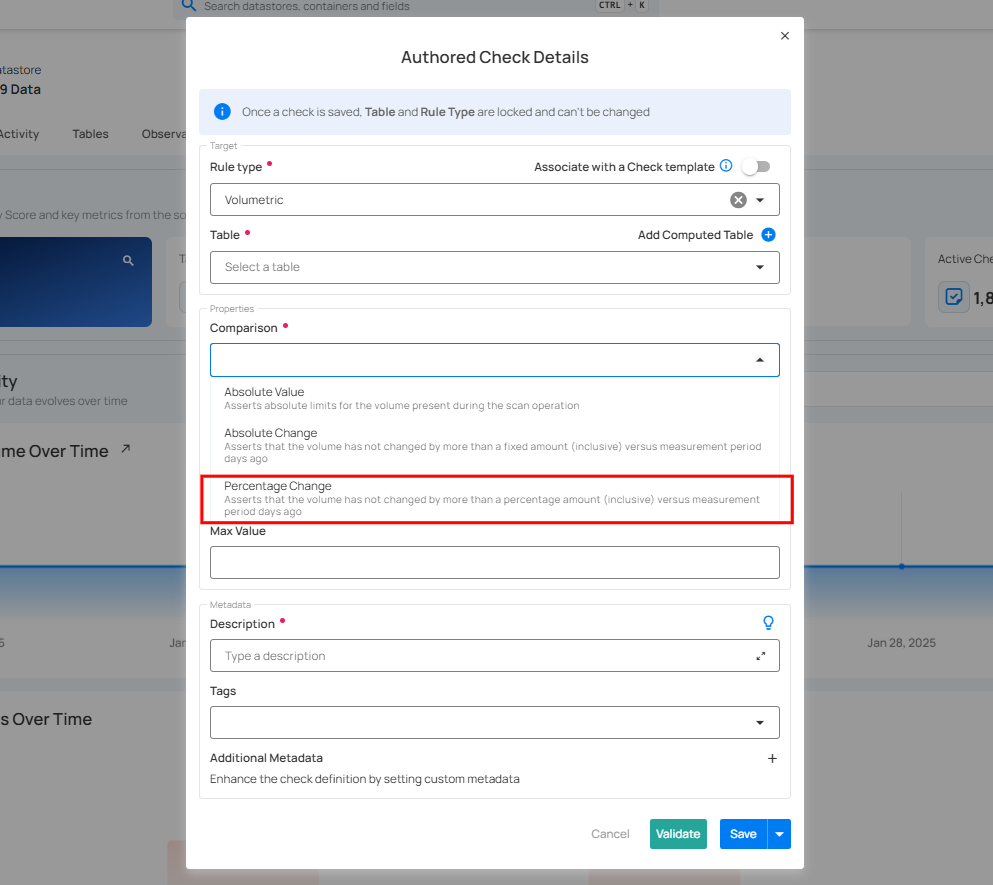 Search datastores, containers and fields
CTRL + K
Authored Check Details
atastore
9 Data
Once a check is saved, Table and Rule Type are locked and can't be changed
Activity
Tables
Observa
Target
Rule type
Associate with a Check template
Volumetric
y Score and key metrics from the so
Table
Add Computed Table
Select a table
Active Che
1,8
Properties
Comparison
ity
ur data evolves over time
Absolute Value
Asserts absolute limits for the volume present during the scan operation
Absolute Change
Asserts that the volume has not changed by more than a fixed amount (inclusive) versus measurement period
days ago
me Over Time
Percentage Change
Asserts that the volume has not changed by more than a percentage amount (inclusive) versus measurement
period days ago
Max Value
Metadata
Description
5
Jan
Jan 28, 2025
Type a description
Tags
s Over Time
Additional Metadata
Enhance the check definition by setting custom metadata
Cancel
Validate
Save